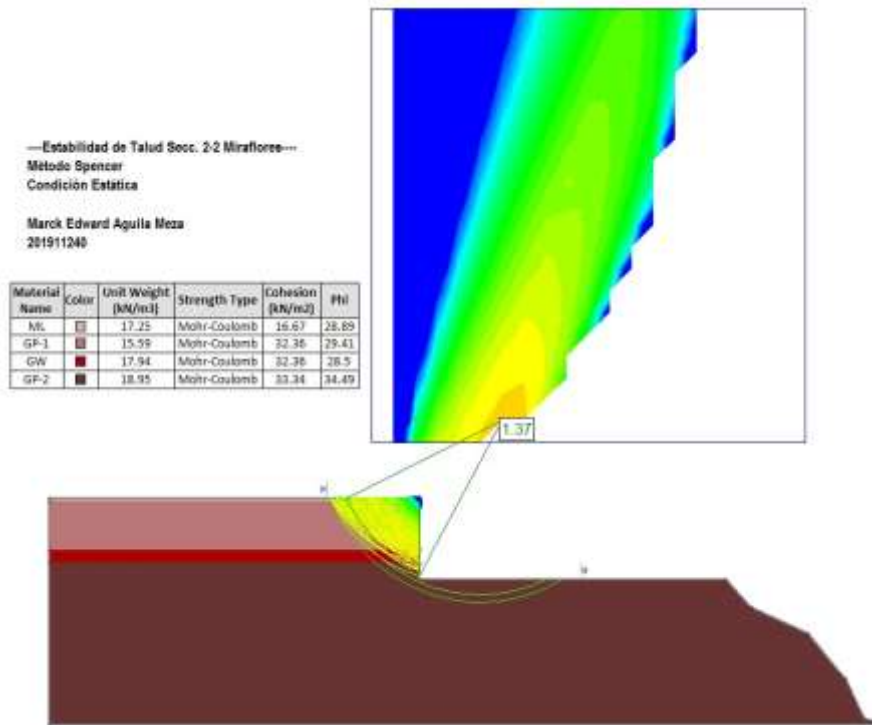 ---Estabilidad de Talud Secc. 2-2 Miraflores---
Método Spencer
Condición Estática
Marck Edward Aguila Meza
201911240
Material Name Color Unit Weight (kN/m3) Strength Type Cohesion (kN/m2) Phi
ML 17.25 Mohr-Coulomb 16.67 28.89
GP-1 15.59 Mohr-Coulomb 32.36 29.41
GW 17.94 Mohr-Coulomb 32.36 28.5
GP-2 18.95 Mohr-Coulomb 33.34 34.49
1.37